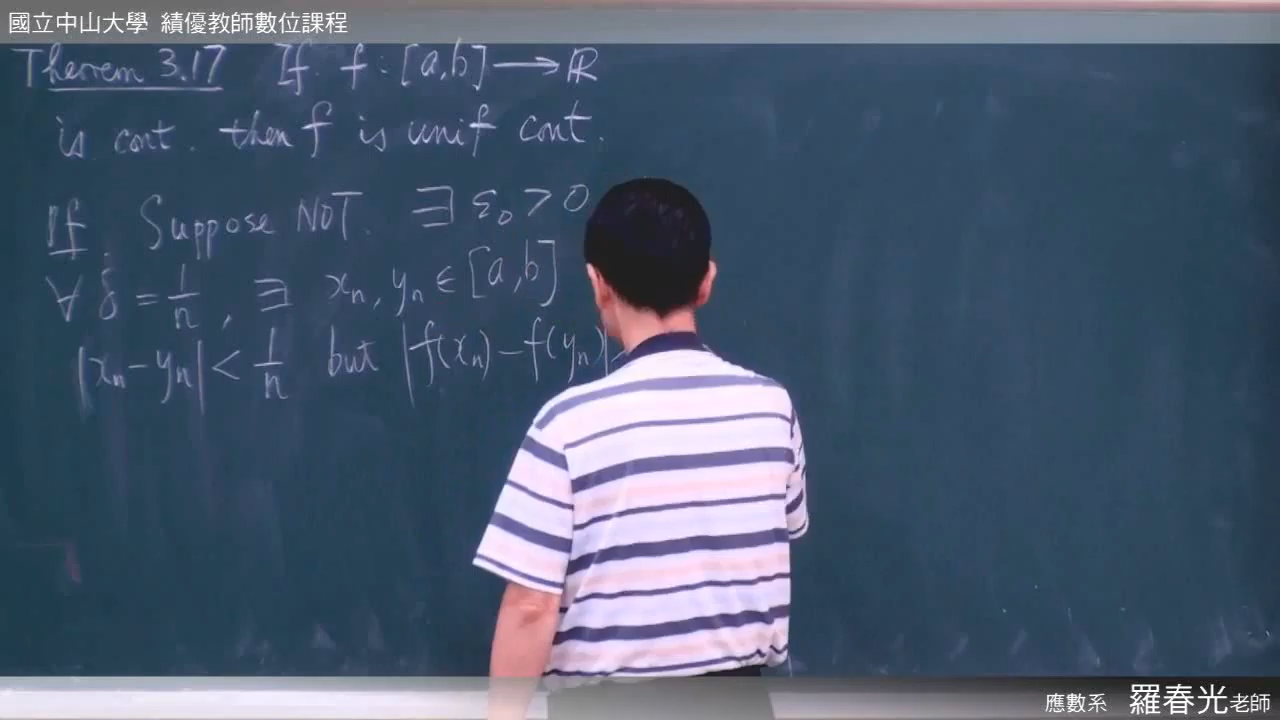 國立中山大學 績優教師數位課程
Theorem 3.17 If f : [a,b] → ℝ
is cont. then f is unif cont.
Pf. Suppose NOT. ∃ ε₀ > 0
∀ δ = 1/n, ∃ xₙ, yₙ ∈ [a,b]
|xₙ - yₙ| < 1/n but |f(xₙ) - f(yₙ)|
應數系 羅春光老師